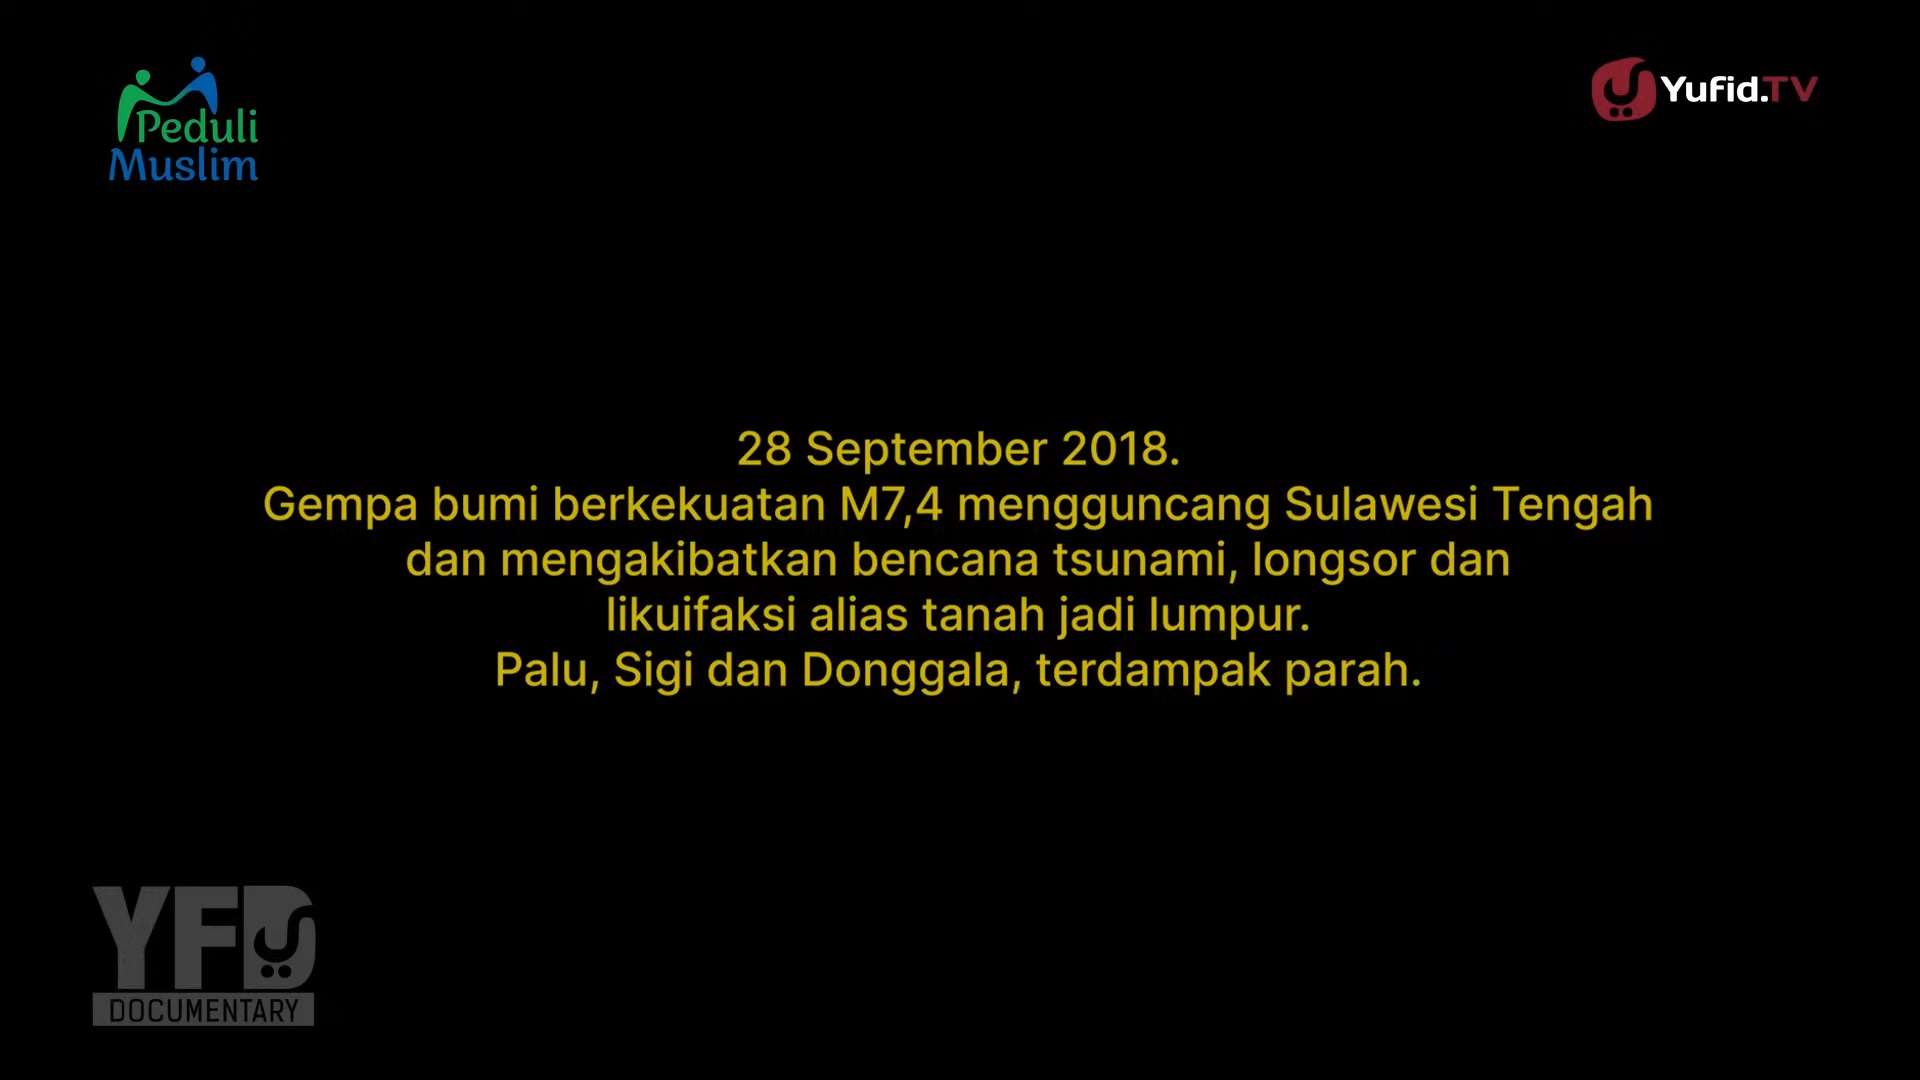 Peduli
Muslim
Yufid.TV
28 September 2018.
Gempa bumi berkekuatan M7,4 mengguncang Sulawesi Tengah
dan mengakibatkan bencana tsunami, longsor dan
likuifaksi alias tanah jadi lumpur.
Palu, Sigi dan Donggala, terdampak parah.
YFD
DOCUMENTARY